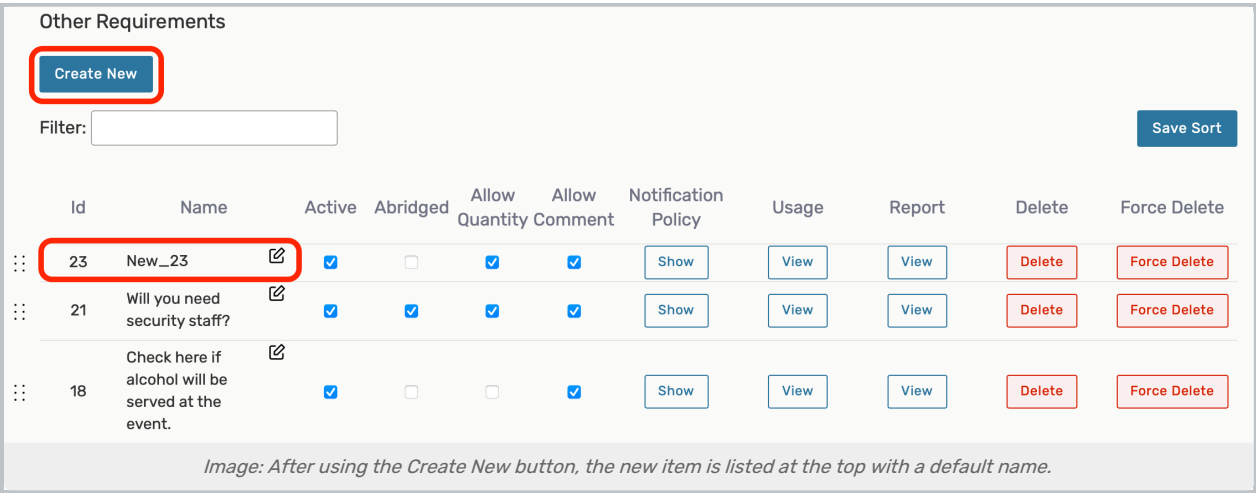 Other Requirements
Create New
Filter:
Save Sort
Id Name Active Abridged Allow Quantity Allow Comment Notification Policy Usage Report Delete Force Delete
23 New_23 Show View View Delete Force Delete
21 Will you need
security staff? Show View View Delete Force Delete
18 Check here if
alcohol will be
served at the
event. Show View View Delete Force Delete
Image: After using the Create New button, the new item is listed at the top with a default name.